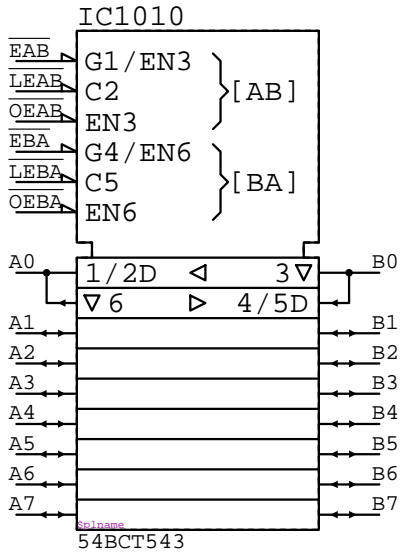 IC1010
EAB
G1/EN3
LEAB
C2
[AB]
OEAB
EN3
EBA
G4/EN6
LEBA
C5
[BA]
OEBA
EN6
A0
1/2D ◁ 3▽
B0
▽6 ▷ 4/5D
A1
B1
A2
B2
A3
B3
A4
B4
A5
B5
A6
B6
A7
B7
$plname
54BCT543